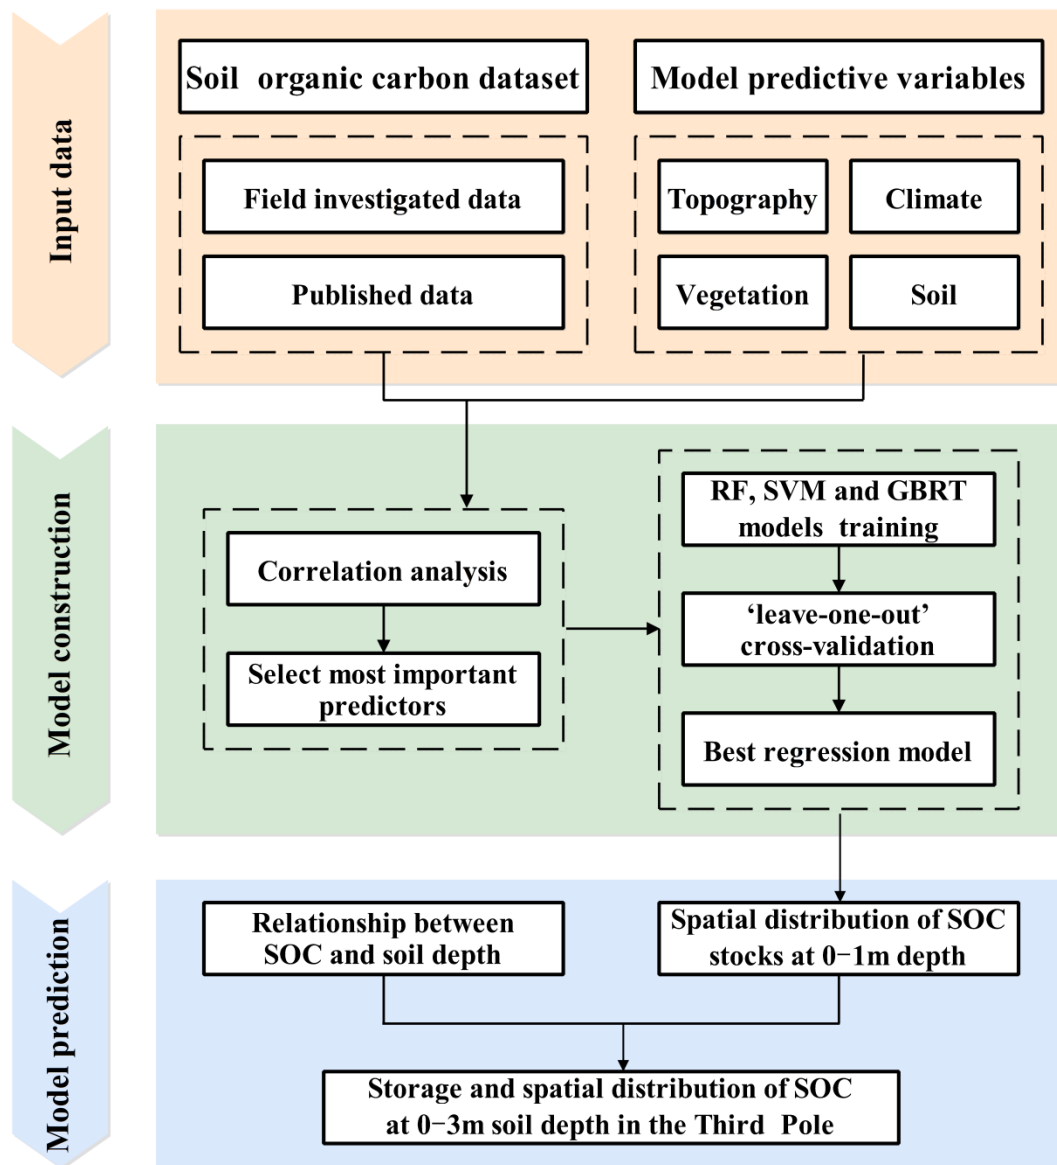 Input data
Soil organic carbon dataset
Model predictive variables
Field investigated data
Published data
Topography
Climate
Vegetation
Soil
Model construction
Correlation analysis
Select most important
predictors
RF, SVM and GBRT
models training
‘leave-one-out’
cross-validation
Best regression model
Model prediction
Relationship between
SOC and soil depth
Spatial distribution of SOC
stocks at 0−1m depth
Storage and spatial distribution of SOC
at 0−3m soil depth in the Third Pole